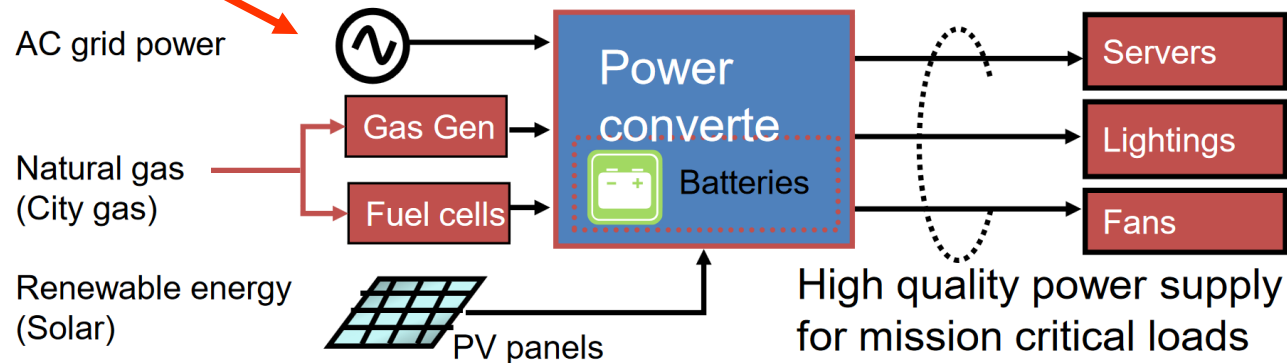 AC grid power
Gas Gen
Natural gas
(City gas)
Fuel cells
Renewable energy
(Solar)
PV panels
Power
converte
Batteries
Servers
Lightings
Fans
High quality power supply
for mission critical loads